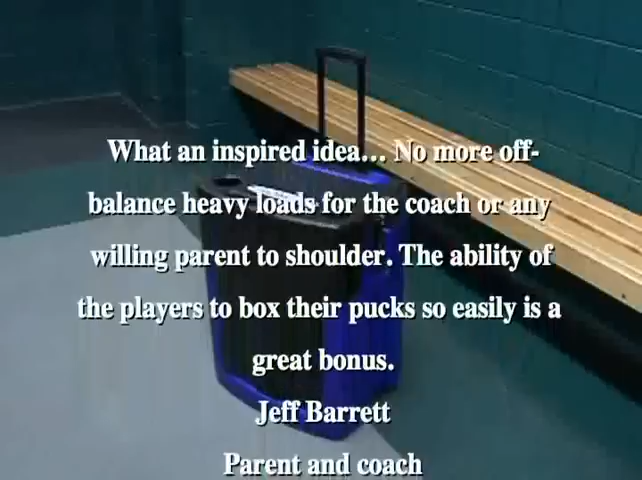 What an inspired idea... No more off-
balance heavy loads for the coach or any
willing parent to shoulder. The ability of
the players to box their pucks so easily is a
great bonus.
Jeff Barrett
Parent and coach